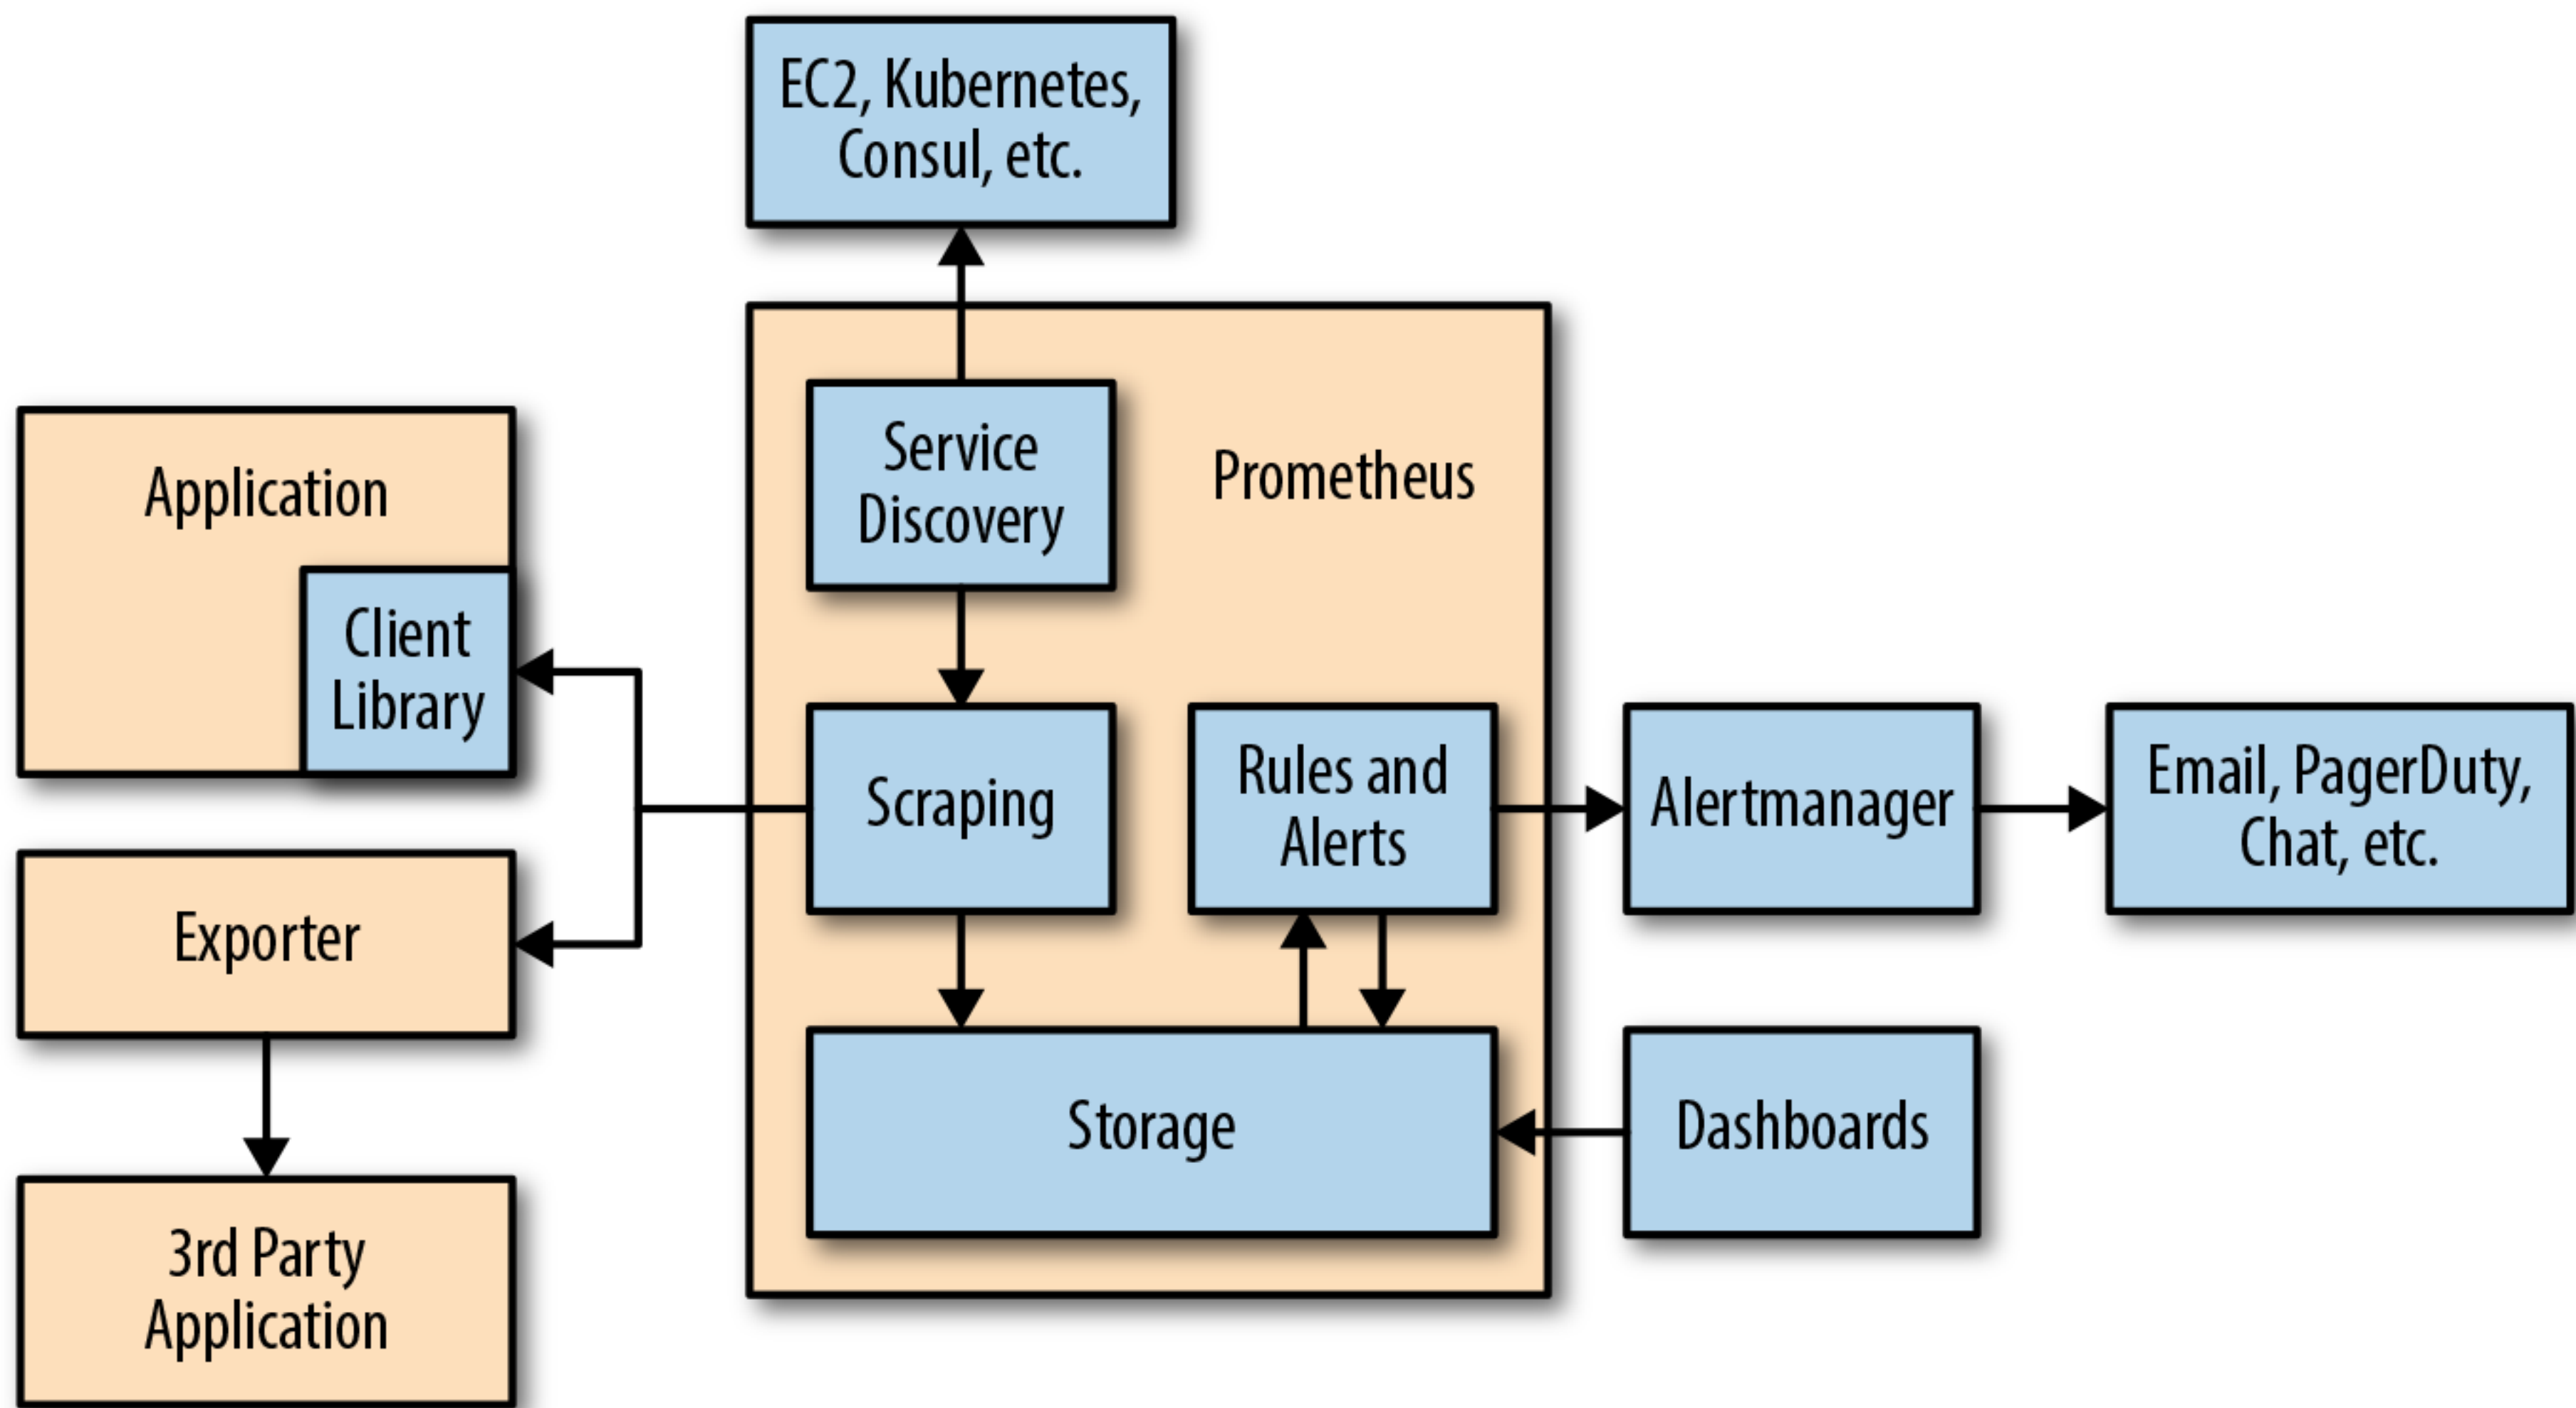 EC2, Kubernetes,
Consul, etc.
Application
Client
Library
Exporter
3rd Party
Application
Prometheus
Service
Discovery
Scraping
Rules and
Alerts
Storage
Alertmanager
Email, PagerDuty,
Chat, etc.
Dashboards